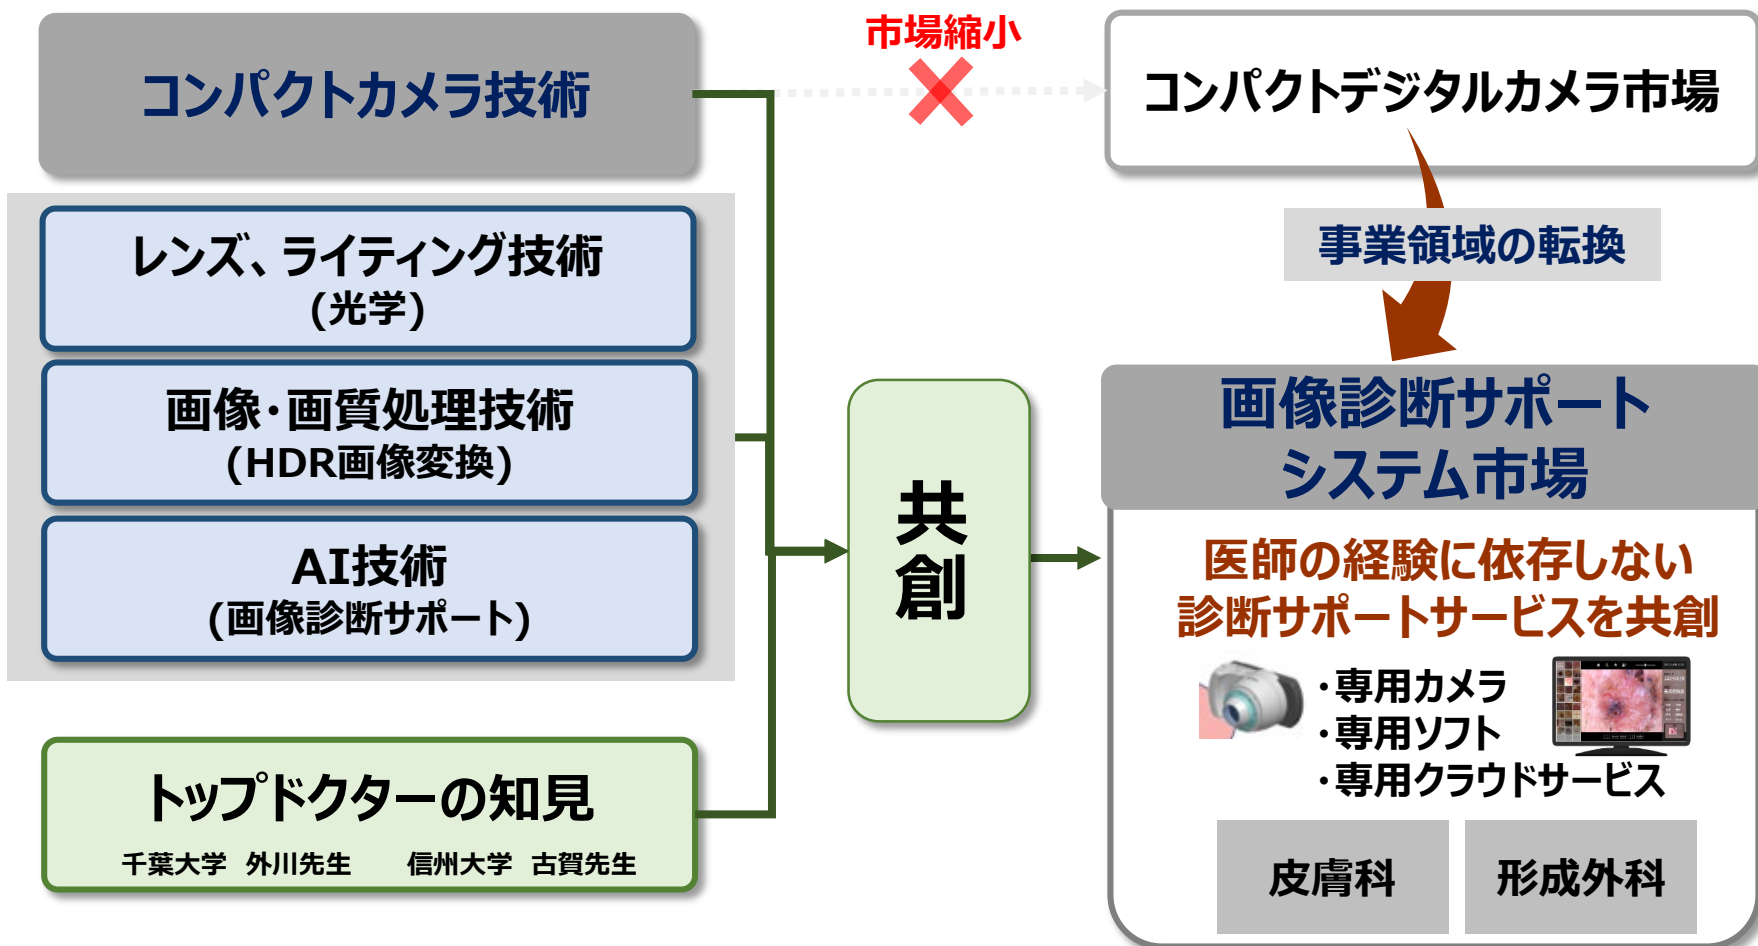 コンパクトカメラ技術
市場縮小
コンパクトデジタルカメラ市場
事業領域の転換
レンズ、ライティング技術
(光学)
画像・画質処理技術
(HDR画像変換)
AI技術
(画像診断サポート)
トップドクターの知見
千葉大学 外川先生 信州大学 古賀先生
共
創
画像診断サポート
システム市場
医師の経験に依存しない
診断サポートサービスを共創
・専用カメラ
・専用ソフト
・専用クラウドサービス
皮膚科
形成外科